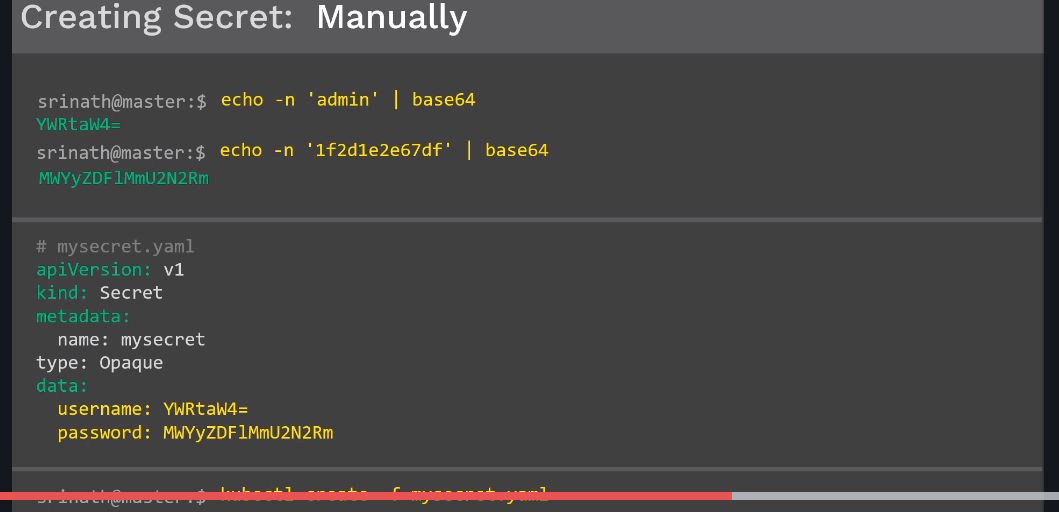 Creating Secret: Manually
srinath@master:$ echo -n 'admin' | base64
YWRtaW4=
srinath@master:$ echo -n '1f2d1e2e67df' | base64
MWYyZDFlMmU2N2Rm
# mysecret.yaml
apiVersion: v1
kind: Secret
metadata:
  name: mysecret
type: Opaque
data:
  username: YWRtaW4=
  password: MWYyZDFlMmU2N2Rm
srinath@master:$ kubectl create -f mysecret.yaml